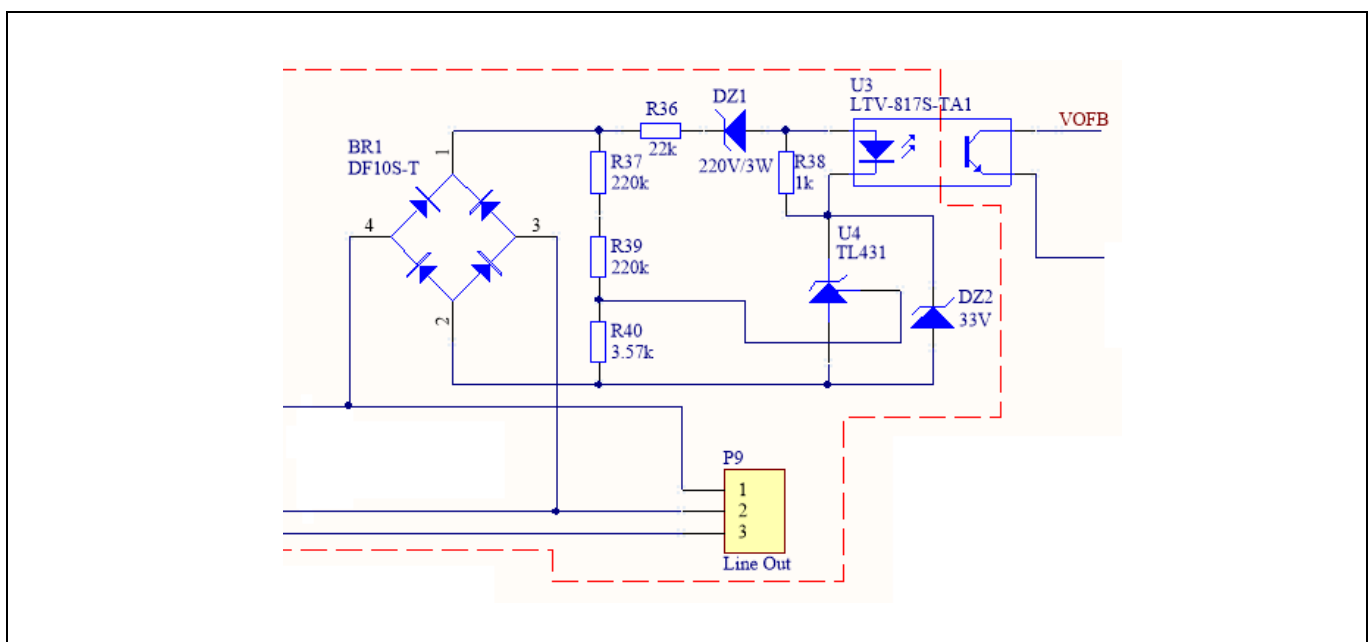 U3
LTV-817S-TA1
DZ1
R36
VOFB
BR1
DF10S-T
1
22k
220V/3W
R37
220k
R38
1k
4
3
R39
220k
U4
TL431
DZ2
33V
2
R40
3.57k
P9
1
2
3
Line Out